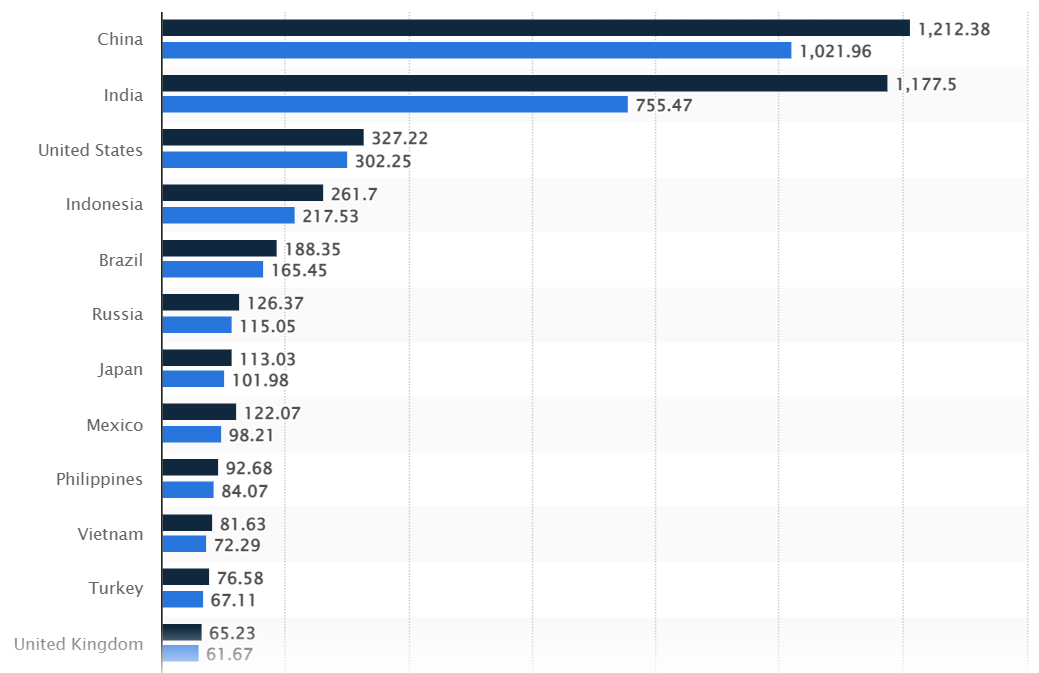 China
1,212.38
1,021.96
India
1,177.5
755.47
United States
327.22
302.25
Indonesia
261.7
217.53
Brazil
188.35
165.45
Russia
126.37
115.05
Japan
113.03
101.98
Mexico
122.07
98.21
Philippines
92.68
84.07
Vietnam
81.63
72.29
Turkey
76.58
67.11
United Kingdom
65.23
61.67